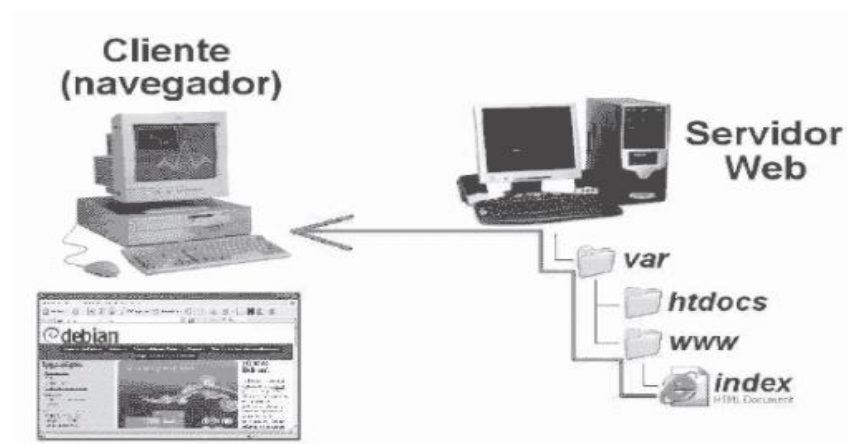 Cliente
(navegador)
Servidor
Web
var
htdocs
www
index
HTML Document
debian